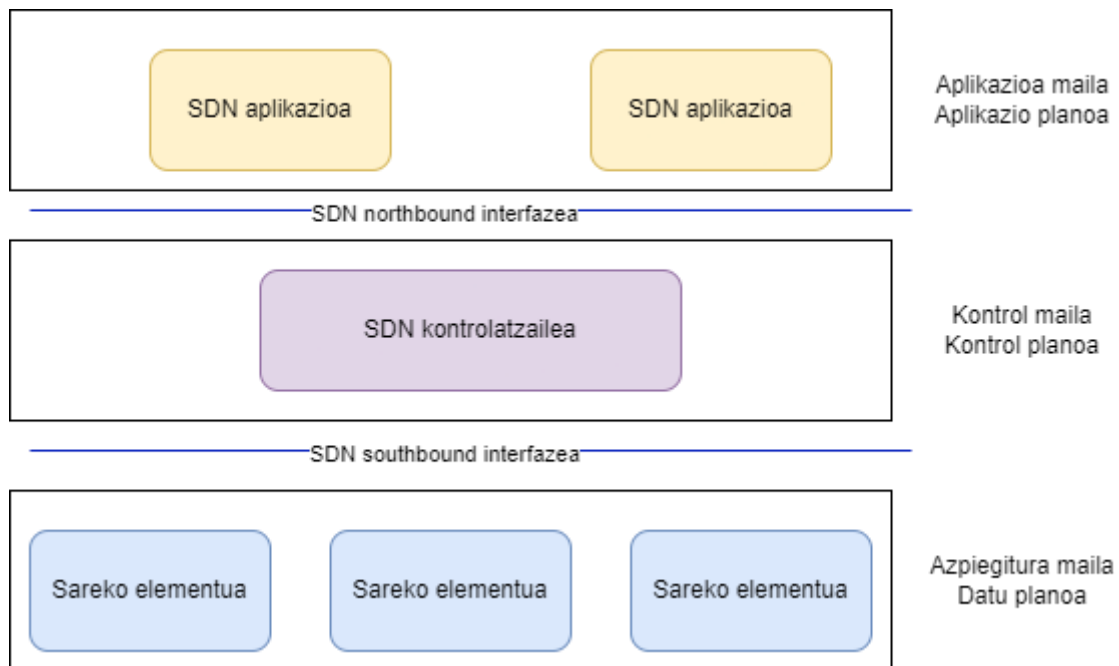 SDN aplikazioa
SDN aplikazioa
Aplikazioa maila
Aplikazio planoa
SDN northbound interfazea
SDN kontrolatzailea
Kontrol maila
Kontrol planoa
SDN southbound interfazea
Sareko elementua
Sareko elementua
Sareko elementua
Azpiegitura maila
Datu planoa